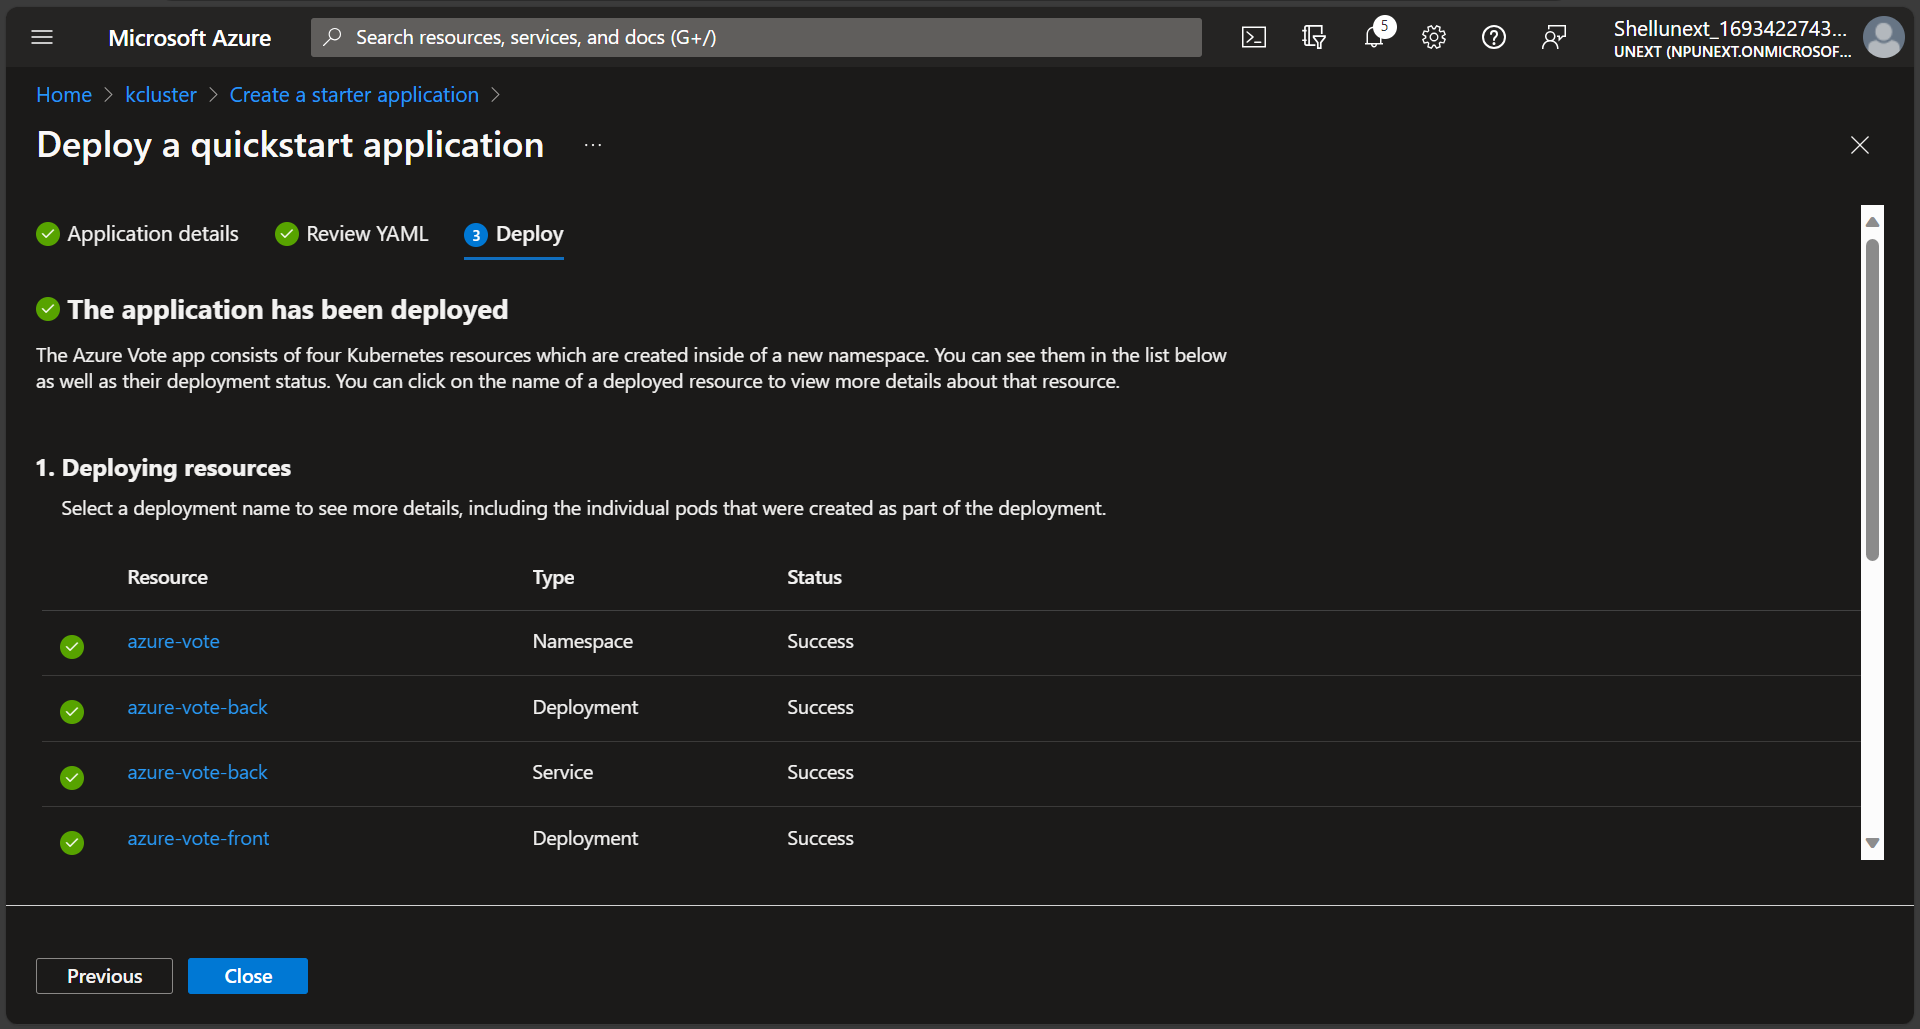 Microsoft Azure
Search resources, services, and docs (G+/)
5
Shellunext_1693422743...
UNEXT (NPUNEXT.ONMICROSOF...
Home > kcluster > Create a starter application >
Deploy a quickstart application ...
Application details
Review YAML
3 Deploy
The application has been deployed
The Azure Vote app consists of four Kubernetes resources which are created inside of a new namespace. You can see them in the list below
as well as their deployment status. You can click on the name of a deployed resource to view more details about that resource.
1. Deploying resources
Select a deployment name to see more details, including the individual pods that were created as part of the deployment.
Resource Type Status
azure-vote Namespace Success
azure-vote-back Deployment Success
azure-vote-back Service Success
azure-vote-front Deployment Success
Previous
Close